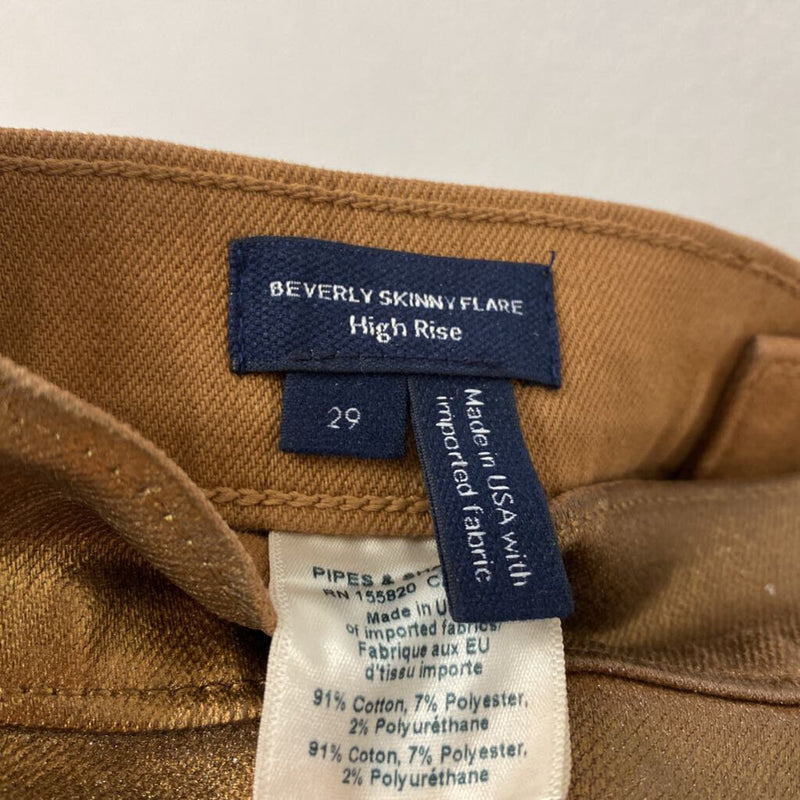 BEVERLY SKINNY FLARE
High Rise
29
Made in USA with
imported fabric
PIPES &
RN 155820
Made in
of imported fabrics/
Fabrique aux EU
d'tissu importe
91% Cotton, 7% Polyester,
2% Polyuréthane
91% Coton, 7% Polyester,
2% Polyuréthane